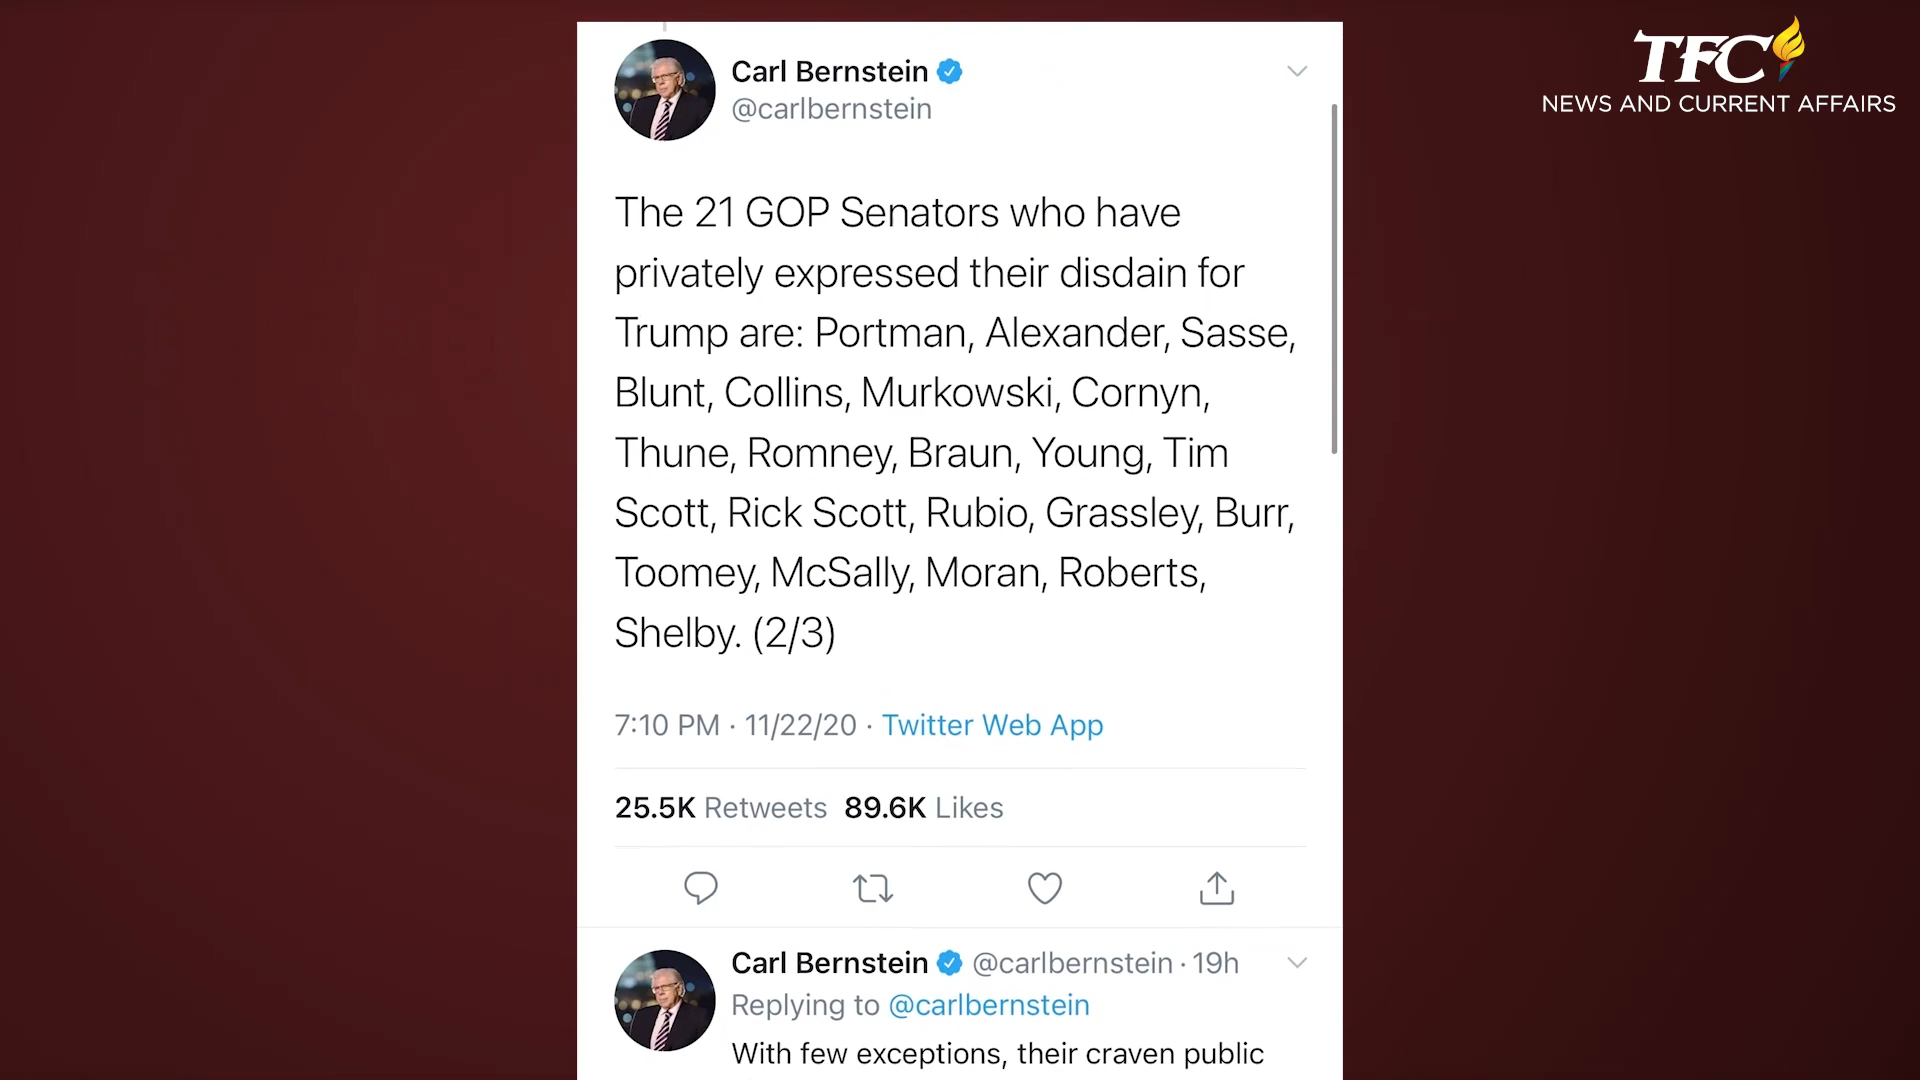 TFC
NEWS AND CURRENT AFFAIRS
Carl Bernstein
@carlbernstein
The 21 GOP Senators who have
privately expressed their disdain for
Trump are: Portman, Alexander, Sasse,
Blunt, Collins, Murkowski, Cornyn,
Thune, Romney, Braun, Young, Tim
Scott, Rick Scott, Rubio, Grassley, Burr,
Toomey, McSally, Moran, Roberts,
Shelby. (2/3)
7:10 PM · 11/22/20 · Twitter Web App
25.5K Retweets 89.6K Likes
Carl Bernstein @carlbernstein · 19h
Replying to @carlbernstein
With few exceptions, their craven public